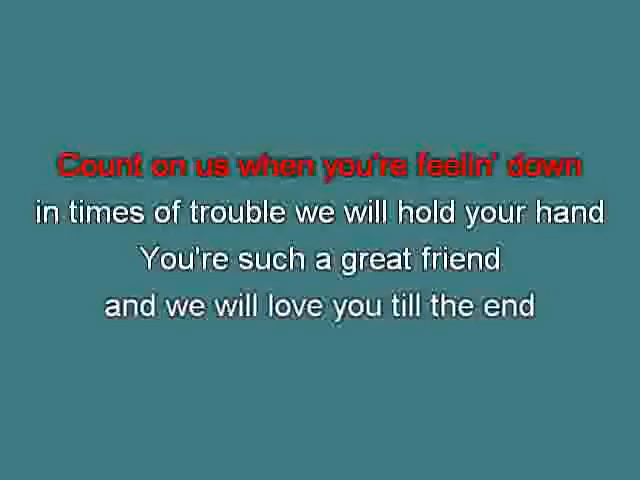 Count on us when you're feelin' down
in times of trouble we will hold your hand
You're such a great friend
and we will love you till the end